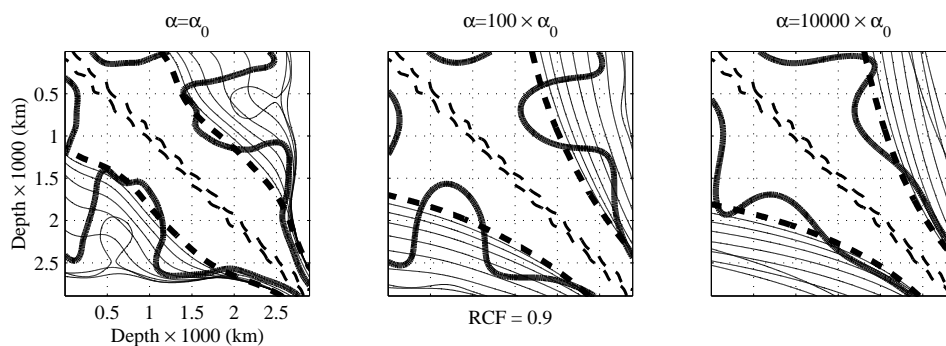 α=α0
α=100 × α0
α=10000 × α0
Depth × 1000 (km)
0.5
1
1.5
2
2.5
0.5 1 1.5 2 2.5
Depth × 1000 (km)
RCF = 0.9